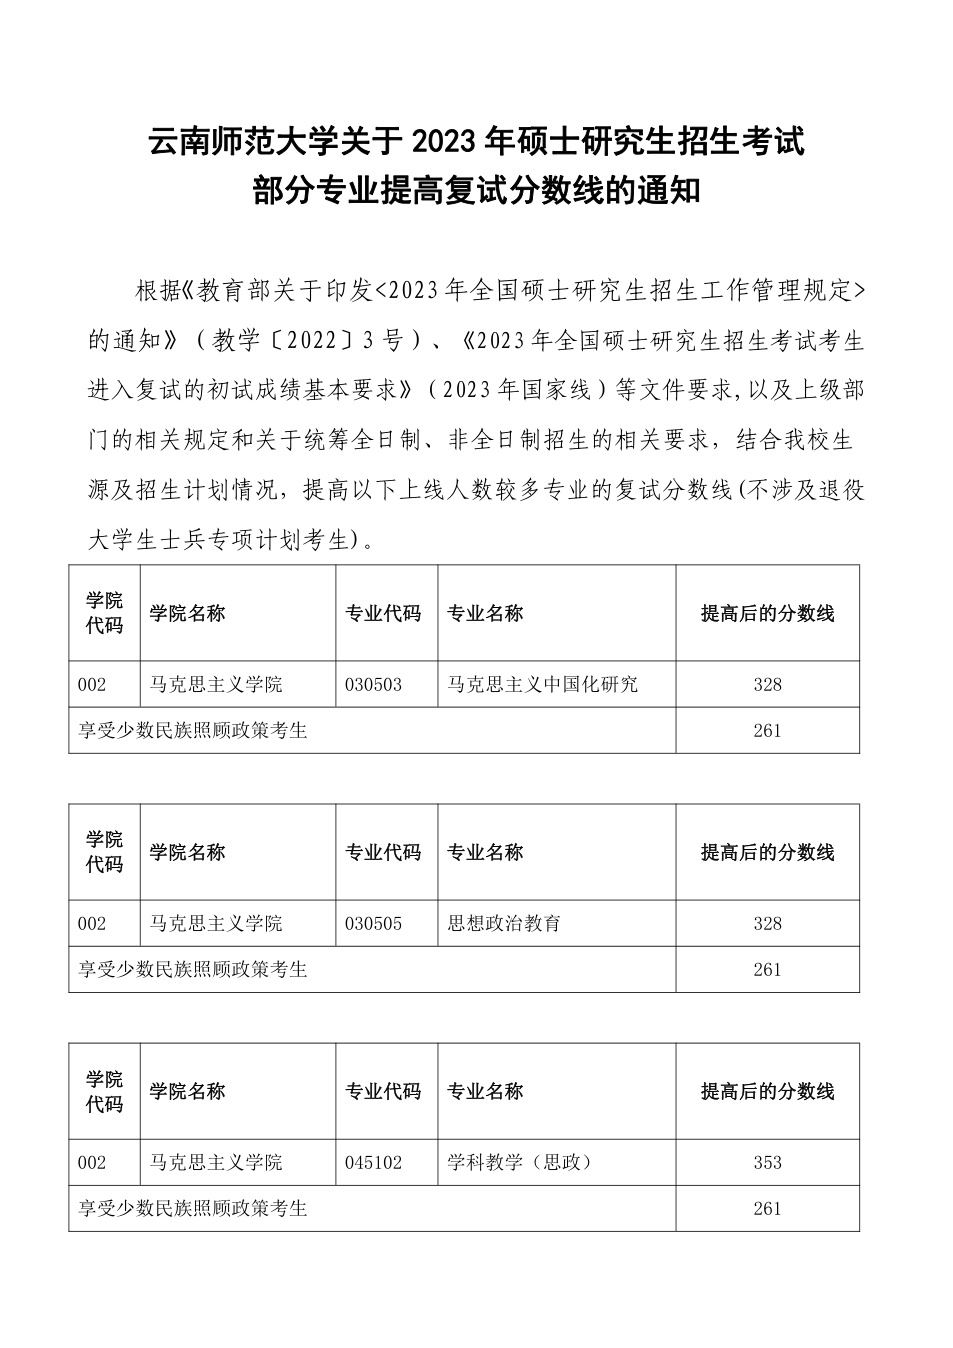 云南师范大学关于 2023 年硕士研究生招生考试
部分专业提高复试分数线的通知
根据《教育部关于印发<2023 年全国硕士研究生招生工作管理规定>
的通知》（教学〔2022〕3 号）、《2023 年全国硕士研究生招生考试考生
进入复试的初试成绩基本要求》（2023 年国家线）等文件要求,以及上级部
门的相关规定和关于统筹全日制、非全日制招生的相关要求，结合我校生
源及招生计划情况，提高以下上线人数较多专业的复试分数线(不涉及退役
大学生士兵专项计划考生)。
学院
代码 学院名称 专业代码 专业名称 提高后的分数线
002 马克思主义学院 030503 马克思主义中国化研究 328
享受少数民族照顾政策考生 261
学院
代码 学院名称 专业代码 专业名称 提高后的分数线
002 马克思主义学院 030505 思想政治教育 328
享受少数民族照顾政策考生 261
学院
代码 学院名称 专业代码 专业名称 提高后的分数线
002 马克思主义学院 045102 学科教学（思政） 353
享受少数民族照顾政策考生 261